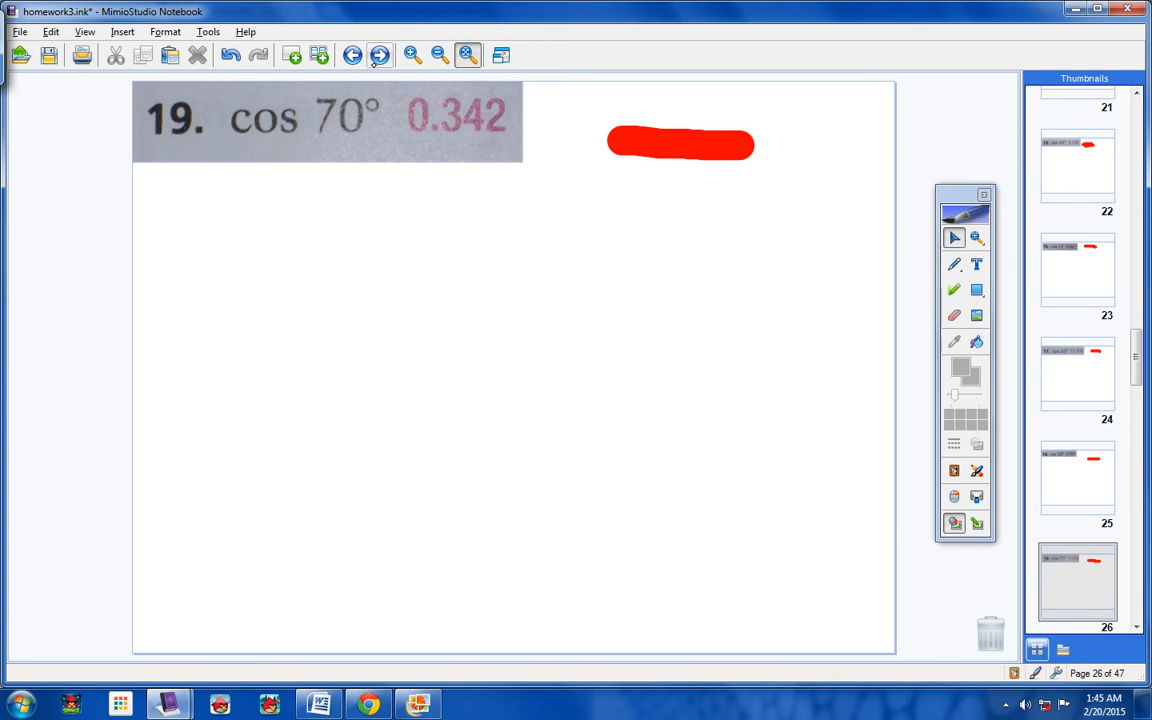 homework3.ink* - MimioStudio Notebook
File Edit View Insert Format Tools Help
Thumbnails
19. cos 70° 0.342
21
22
23
24
25
26
Page 26 of 47
1:45 AM
2/20/2015